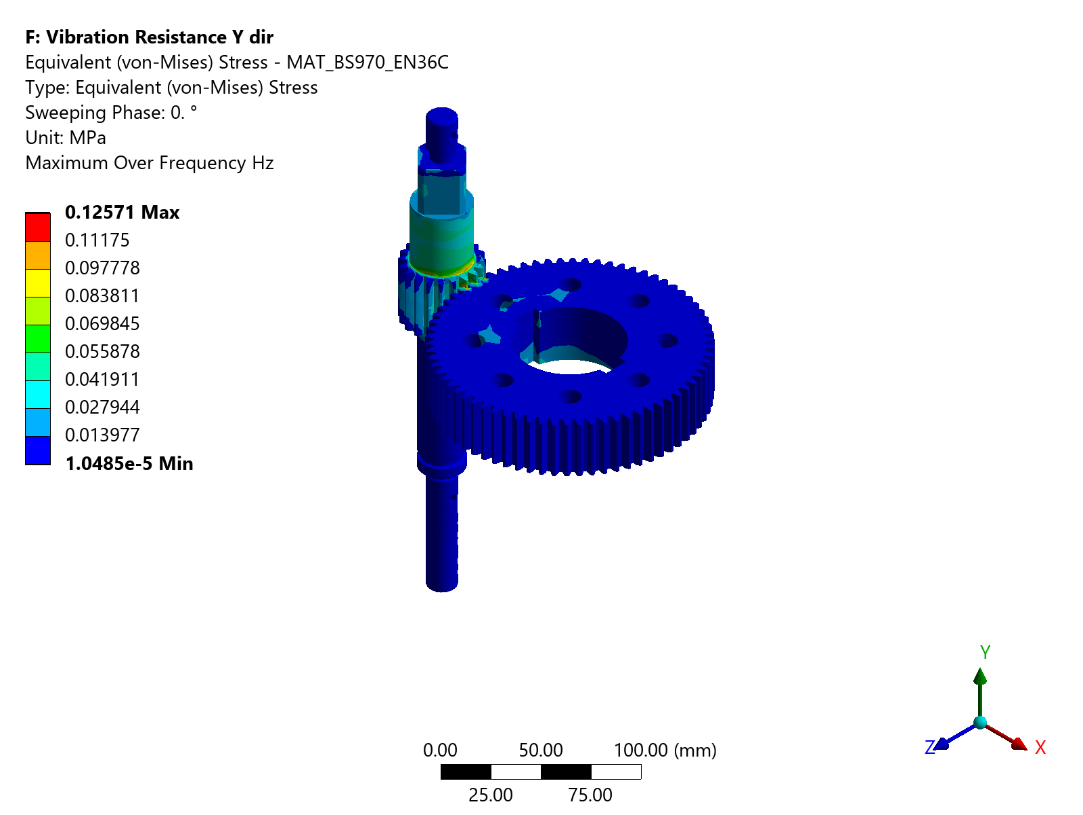 F: Vibration Resistance Y dir
Equivalent (von-Mises) Stress - MAT_BS970_EN36C
Type: Equivalent (von-Mises) Stress
Sweeping Phase: 0. °
Unit: MPa
Maximum Over Frequency Hz
0.12571 Max
0.11175
0.097778
0.083811
0.069845
0.055878
0.041911
0.027944
0.013977
1.0485e-5 Min
Y
Z
X
0.00 50.00 100.00 (mm)
25.00 75.00